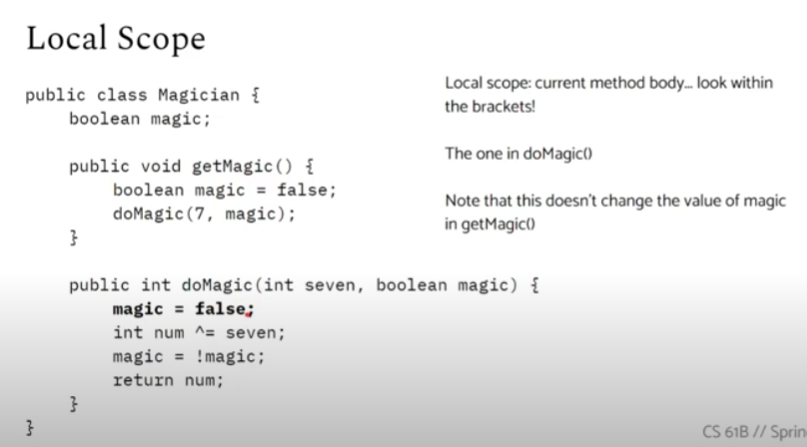 Local Scope
public class Magician {
boolean magic;
public void getMagic() {
boolean magic = false;
doMagic(7, magic);
}
public int doMagic(int seven, boolean magic) {
magic = false;
int num ^= seven;
magic = !magic;
return num;
}
}
Local scope: current method body... look within
the brackets!
The one in doMagic()
Note that this doesn't change the value of magic
in getMagic()
CS 61B // Sprin